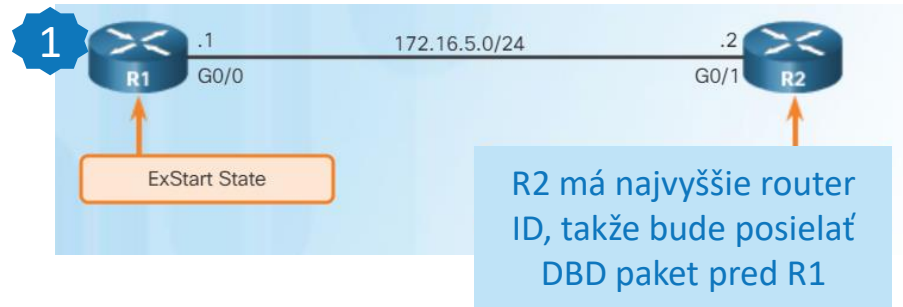 1
.1
172.16.5.0/24
.2
R1
G0/0
G0/1
R2
ExStart State
R2 má najvyššie router
ID, takže bude posielať
DBD paket pred R1